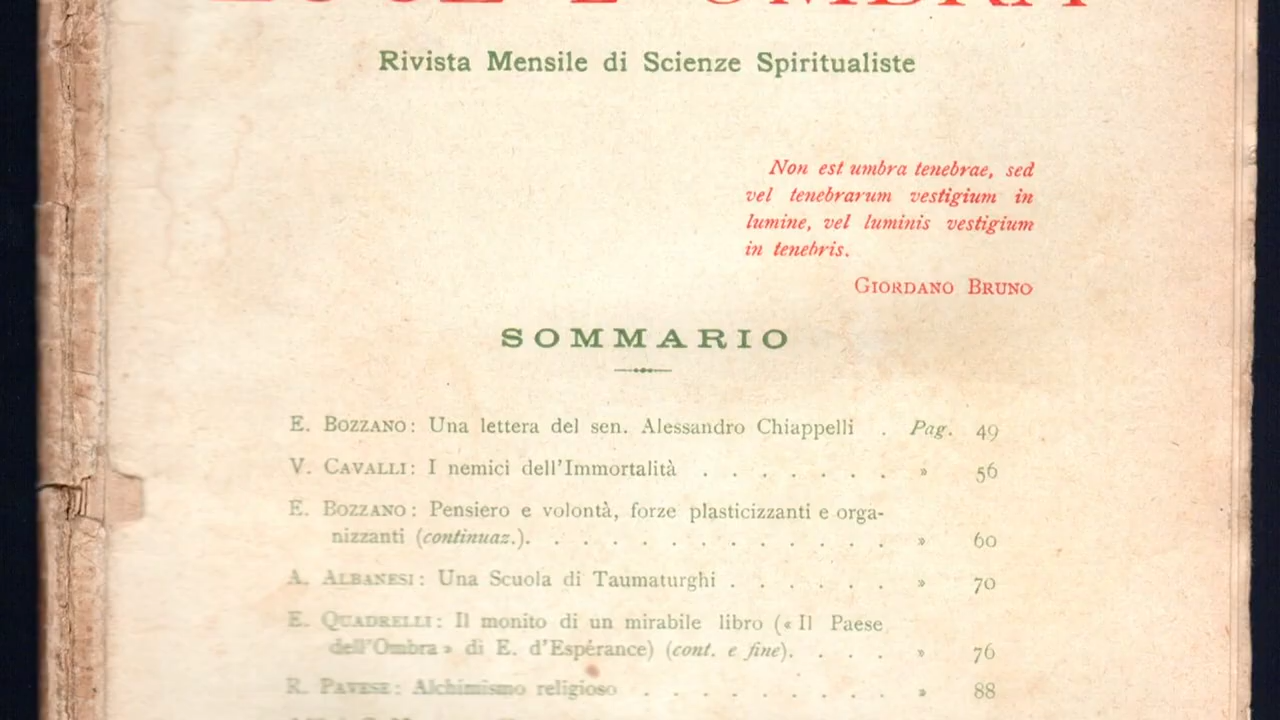 LUCE E OMBRA
Rivista Mensile di Scienze Spiritualiste
Non est umbra tenebrae, sed
vel tenebrarum vestigium in
lumine, vel luminis vestigium
in tenebris.
GIORDANO BRUNO
SOMMARIO
E. BOZZANO: Una lettera del sen. Alessandro Chiappelli . Pag. 49
V. CAVALLI: I nemici dell'Immortalità . . . . . . . » 56
E. BOZZANO: Pensiero e volontà, forze plasticizzanti e orga-
nizzanti (continuaz.). . . . . . . . . . . . . . » 60
A. ALBANESI: Una Scuola di Taumaturghi . . . . . . » 70
E. QUADRELLI: Il monito di un mirabile libro (« Il Paese
dell'Ombra » di E. d'Espérance) (cont. e fine). . . . » 76
R. PAVESE: Alchimismo religioso . . . . . . . . . » 88